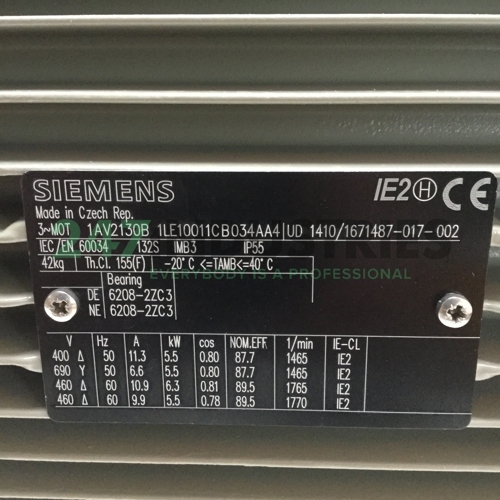 SIEMENS IE2 H CE
Made in Czech Rep.
3~MOT 1AV2130B 1LE10011CB034AA4 UD 1410/1671487-017-002
IEC/EN 60034 132S IMB3 IP55
42kg Th.Cl. 155(F) -20°C <=TAMB<=40°C
Bearing
DE 6208-2ZC3
NE 6208-2ZC3
EVERYBODY IS A PERFORMER
V Hz A kW cos NOM.EFF 1/min IE-CL
400 Δ 50 11.3 5.5 0.80 87.7 1465 IE2
690 Y 50 6.6 5.5 0.80 87.7 1465 IE2
460 Δ 60 10.9 6.3 0.81 89.5 1765 IE2
460 Δ 60 9.9 5.5 0.78 89.5 1770 IE2